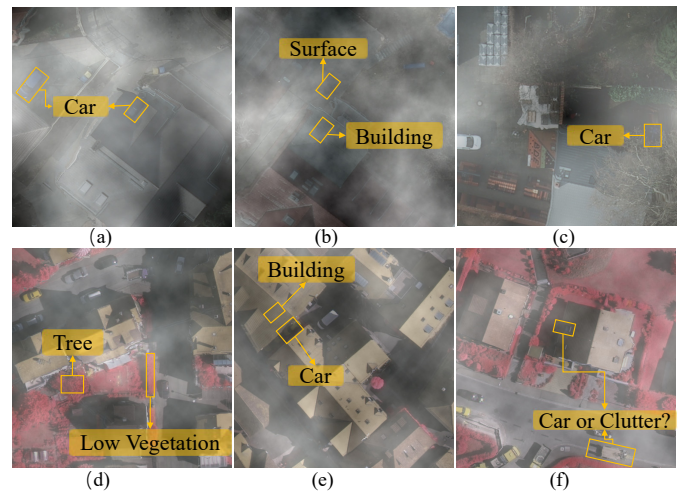 Car
(a)
Surface
Building
(b)
Car
(c)
Tree
Low Vegetation
(d)
Building
Car
(e)
Car or Clutter?
(f)